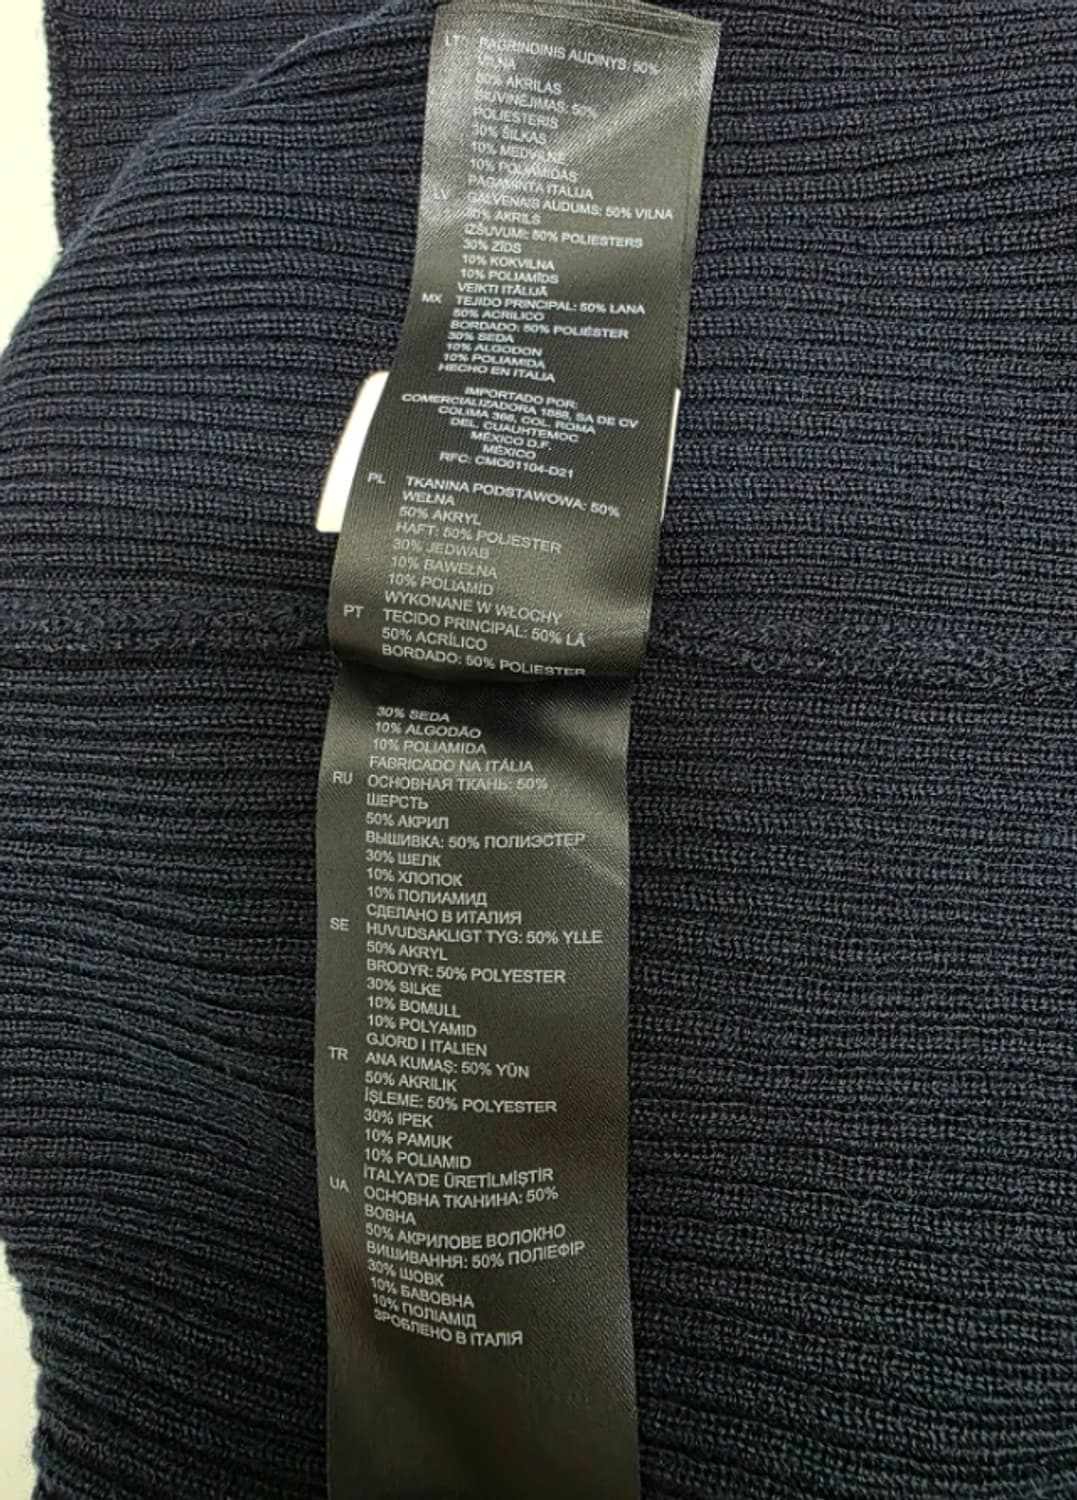 LT PAGRINDINIS AUDINYS: 50%
VILNA
50% AKRILAS
SIUVINĖJIMAS: 50%
POLIESTERIS
30% ŠILKAS
10% MEDVILNĖ
10% POLIAMIDAS
PAGAMINTA ITALIJA
LV GALVENAIS AUDUMS: 50% VILNA
50% AKRILS
IZŠUVUMI: 50% POLIESTERS
30% ZĪDS
10% KOKVILNA
10% POLIAMĪDS
VEIKTI ITĀLIJĀ
MX TEJIDO PRINCIPAL: 50% LANA
50% ACRILICO
BORDADO: 50% POLIÉSTER
30% SEDA
10% ALGODON
10% POLIAMIDA
HECHO EN ITALIA
IMPORTADO POR:
COMERCIALIZADORA 1888, SA DE CV
COLIMA 366, COL. ROMA
DEL. CUAUHTEMOC
MÉXICO D.F.
MÉXICO
RFC: CMO01104-D21
PL TKANINA PODSTAWOWA: 50%
WEŁNA
50% AKRYL
HAFT: 50% POLIESTER
30% JEDWAB
10% BAWEŁNA
10% POLIAMID
WYKONANE W WŁOCHY
PT TECIDO PRINCIPAL: 50% LÃ
50% ACRÍLICO
BORDADO: 50% POLIESTER
30% SEDA
10% ALGODÃO
10% POLIAMIDA
FABRICADO NA ITÁLIA
RU ОСНОВНАЯ ТКАНЬ: 50%
ШЕРСТЬ
50% АКРИЛ
ВЫШИВКА: 50% ПОЛИЭСТЕР
30% ШЕЛК
10% ХЛОПОК
10% ПОЛИАМИД
СДЕЛАНО В ИТАЛИЯ
SE HUVUDSAKLIGT TYG: 50% YLLE
50% AKRYL
BRODYR: 50% POLYESTER
30% SILKE
10% BOMULL
10% POLYAMID
GJORD I ITALIEN
TR ANA KUMAŞ: 50% YÜN
50% AKRILIK
İŞLEME: 50% POLYESTER
30% IPEK
10% PAMUK
10% POLIAMID
İTALYA'DE ÜRETİLMİŞTİR
UA ОСНОВНА ТКАНИНА: 50%
ВОВНА
50% АКРИЛОВЕ ВОЛОКНО
ВИШИВАННЯ: 50% ПОЛІЕФІР
30% ШОВК
10% БАВОВНА
10% ПОЛІАМІД
ЗРОБЛЕНО В ІТАЛІЯ